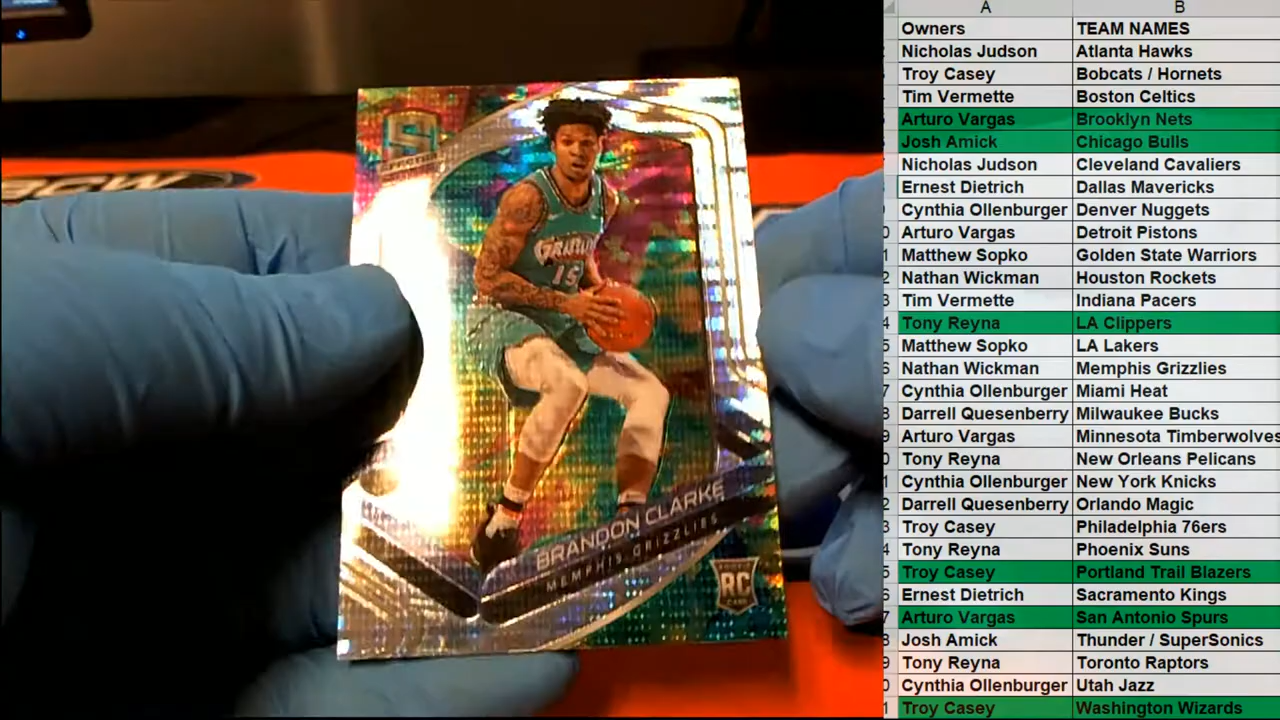 A B
Owners TEAM NAMES
Nicholas Judson Atlanta Hawks
Troy Casey Bobcats / Hornets
Tim Vermette Boston Celtics
Arturo Vargas Brooklyn Nets
Josh Amick Chicago Bulls
Nicholas Judson Cleveland Cavaliers
Ernest Dietrich Dallas Mavericks
Cynthia Ollenburger Denver Nuggets
Arturo Vargas Detroit Pistons
Matthew Sopko Golden State Warriors
Nathan Wickman Houston Rockets
Tim Vermette Indiana Pacers
Tony Reyna LA Clippers
Matthew Sopko LA Lakers
Nathan Wickman Memphis Grizzlies
Cynthia Ollenburger Miami Heat
Darrell Quesenberry Milwaukee Bucks
Arturo Vargas Minnesota Timberwolves
Tony Reyna New Orleans Pelicans
Cynthia Ollenburger New York Knicks
Darrell Quesenberry Orlando Magic
Troy Casey Philadelphia 76ers
Tony Reyna Phoenix Suns
Troy Casey Portland Trail Blazers
Ernest Dietrich Sacramento Kings
Arturo Vargas San Antonio Spurs
Josh Amick Thunder / SuperSonics
Tony Reyna Toronto Raptors
Cynthia Ollenburger Utah Jazz
Troy Casey Washington Wizards
15
BRANDON CLARKE
MEMPHIS GRIZZLIES
RC